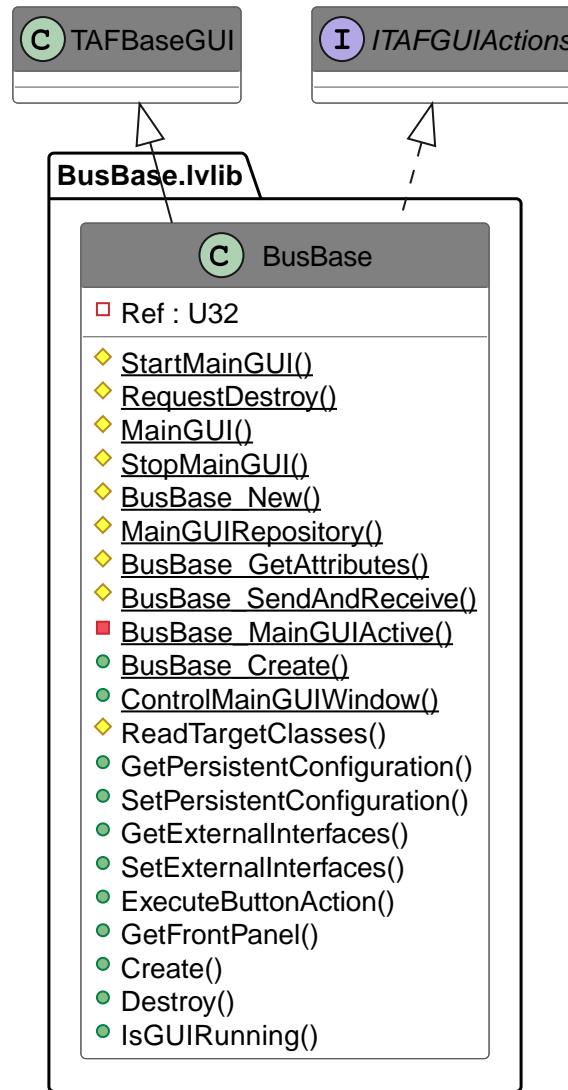 C TAFBaseGUI
I ITAFGUIActions
BusBase.lvlib
C BusBase
Ref : U32
StartMainGUI()
RequestDestroy()
MainGUI()
StopMainGUI()
BusBase_New()
MainGUIRepository()
BusBase_GetAttributes()
BusBase_SendAndReceive()
BusBase_MainGUIActive()
BusBase_Create()
ControlMainGUIWindow()
ReadTargetClasses()
GetPersistentConfiguration()
SetPersistentConfiguration()
GetExternalInterfaces()
SetExternalInterfaces()
ExecuteButtonAction()
GetFrontPanel()
Create()
Destroy()
IsGUIRunning()